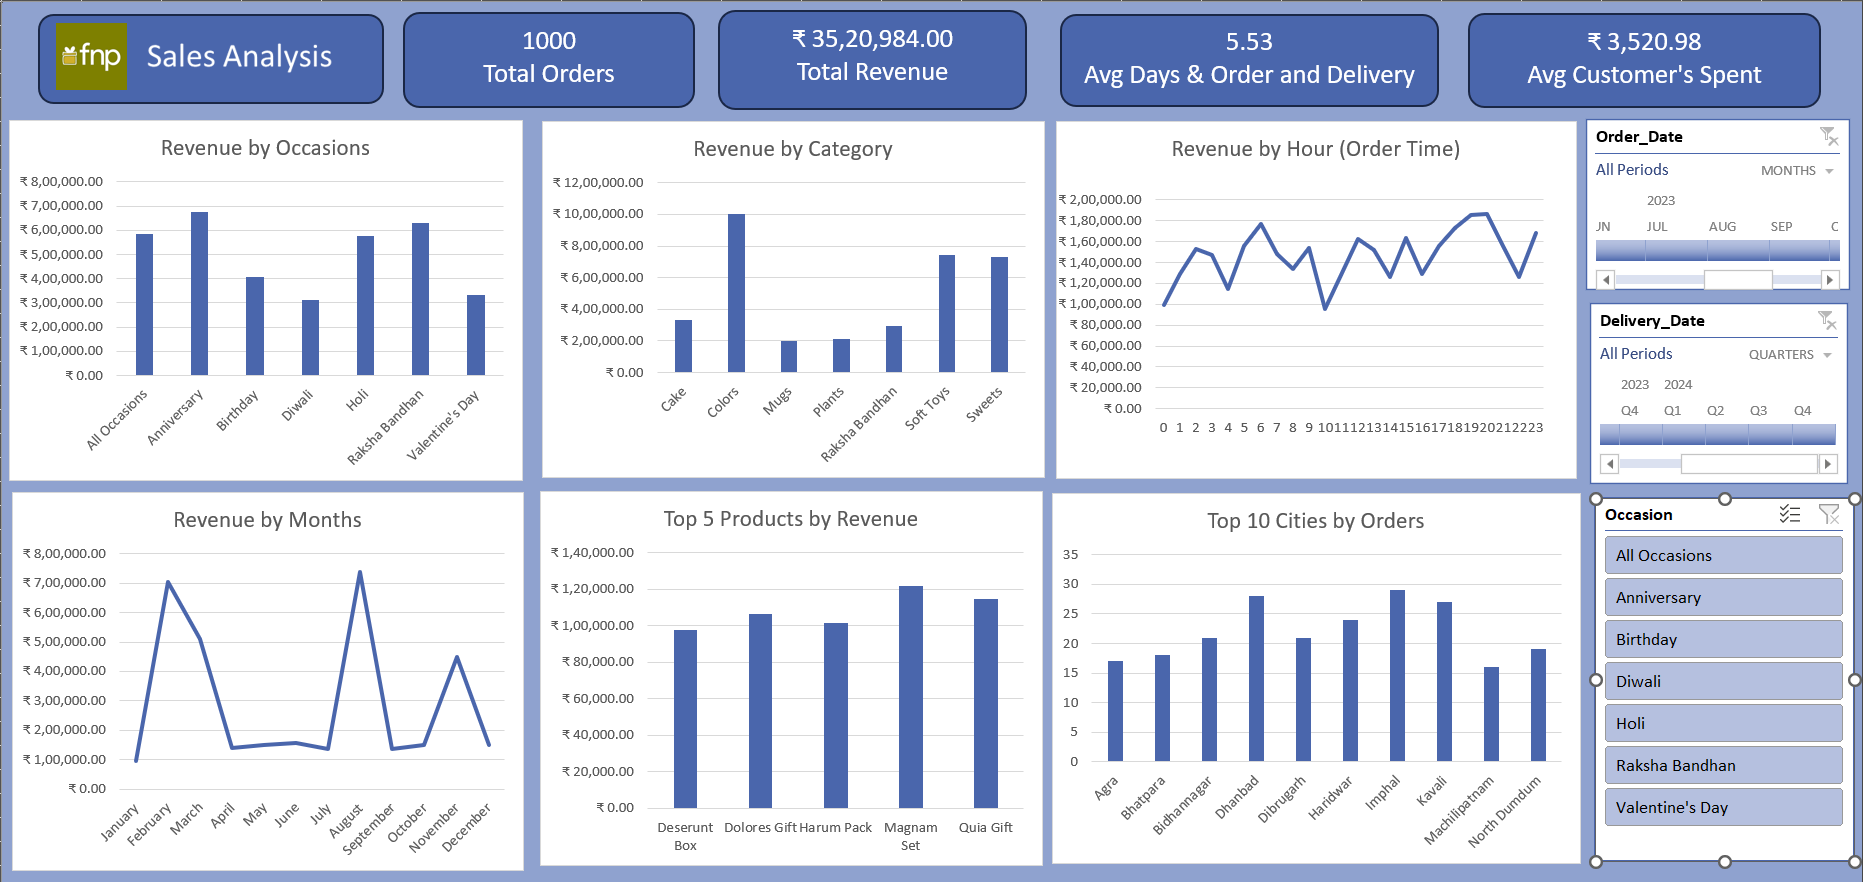 fnp
Sales Analysis
1000
Total Orders
₹ 35,20,984.00
Total Revenue
5.53
Avg Days & Order and Delivery
₹ 3,520.98
Avg Customer's Spent
Revenue by Occasions
₹ 8,00,000.00
₹ 7,00,000.00
₹ 6,00,000.00
₹ 5,00,000.00
₹ 4,00,000.00
₹ 3,00,000.00
₹ 2,00,000.00
₹ 1,00,000.00
₹ 0.00
All Occasions
Anniversary
Birthday
Diwali
Holi
Raksha Bandhan
Valentine's Day
Revenue by Category
₹ 12,00,000.00
₹ 10,00,000.00
₹ 8,00,000.00
₹ 6,00,000.00
₹ 4,00,000.00
₹ 2,00,000.00
₹ 0.00
Cake
Colors
Mugs
Plants
Raksha Bandhan
Soft Toys
Sweets
Revenue by Hour (Order Time)
₹ 2,00,000.00
₹ 1,80,000.00
₹ 1,60,000.00
₹ 1,40,000.00
₹ 1,20,000.00
₹ 1,00,000.00
₹ 80,000.00
₹ 60,000.00
₹ 40,000.00
₹ 20,000.00
₹ 0.00
0 1 2 3 4 5 6 7 8 9 10 11 12 13 14 15 16 17 18 19 20 21 22 23
Order_Date
All Periods MONTHS
2023
JN JUL AUG SEP C
Delivery_Date
All Periods QUARTERS
2023 2024
Q4 Q1 Q2 Q3 Q4
Occasion
All Occasions
Anniversary
Birthday
Diwali
Holi
Raksha Bandhan
Valentine's Day
Revenue by Months
₹ 8,00,000.00
₹ 7,00,000.00
₹ 6,00,000.00
₹ 5,00,000.00
₹ 4,00,000.00
₹ 3,00,000.00
₹ 2,00,000.00
₹ 1,00,000.00
₹ 0.00
January
February
March
April
May
June
July
August
September
October
November
December
Top 5 Products by Revenue
₹ 1,40,000.00
₹ 1,20,000.00
₹ 1,00,000.00
₹ 80,000.00
₹ 60,000.00
₹ 40,000.00
₹ 20,000.00
₹ 0.00
Deserunt Box
Dolores Gift
Harum Pack
Magnam Set
Quia Gift
Top 10 Cities by Orders
35
30
25
20
15
10
5
0
Agra
Bhatpara
Bidhannagar
Dhanbad
Dibrugarh
Haridwar
Imphal
Kavali
Machilipatnam
North Dumdum